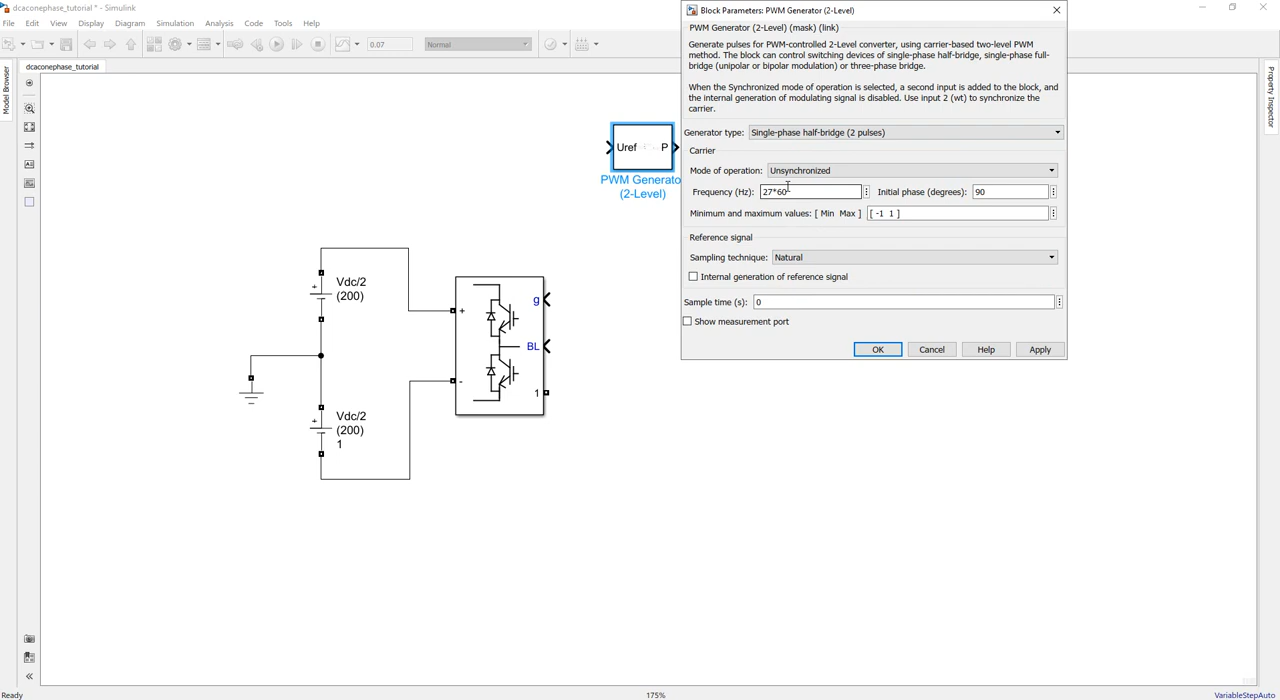 dcaconephase_tutorial * - Simulink
File Edit View Display Diagram Simulation Analysis Code Tools Help
0.07
Normal
dcaconephase_tutorial
Model Browser
Property Inspector
Block Parameters: PWM Generator (2-Level)
PWM Generator (2-Level) (mask) (link)
Generate pulses for PWM-controlled 2-Level converter, using carrier-based two-level PWM
method. The block can control switching devices of single-phase half-bridge, single-phase full-
bridge (unipolar or bipolar modulation) or three-phase bridge.
When the Synchronized mode of operation is selected, a second input is added to the block, and
the internal generation of modulating signal is disabled. Use input 2 (wt) to synchronize the
carrier.
Generator type: Single-phase half-bridge (2 pulses)
Carrier
Mode of operation: Unsynchronized
Frequency (Hz): 27*60 Initial phase (degrees): 90
Minimum and maximum values: [ Min Max ] [ -1 1 ]
Reference signal
Sampling technique: Natural
Internal generation of reference signal
Sample time (s): 0
Show measurement port
OK Cancel Help Apply
Uref P
PWM Generato
(2-Level)
Vdc/2
(200)
+
+
g
BL
1
-
+
Vdc/2
(200)
1
Ready
175%
VariableStepAuto